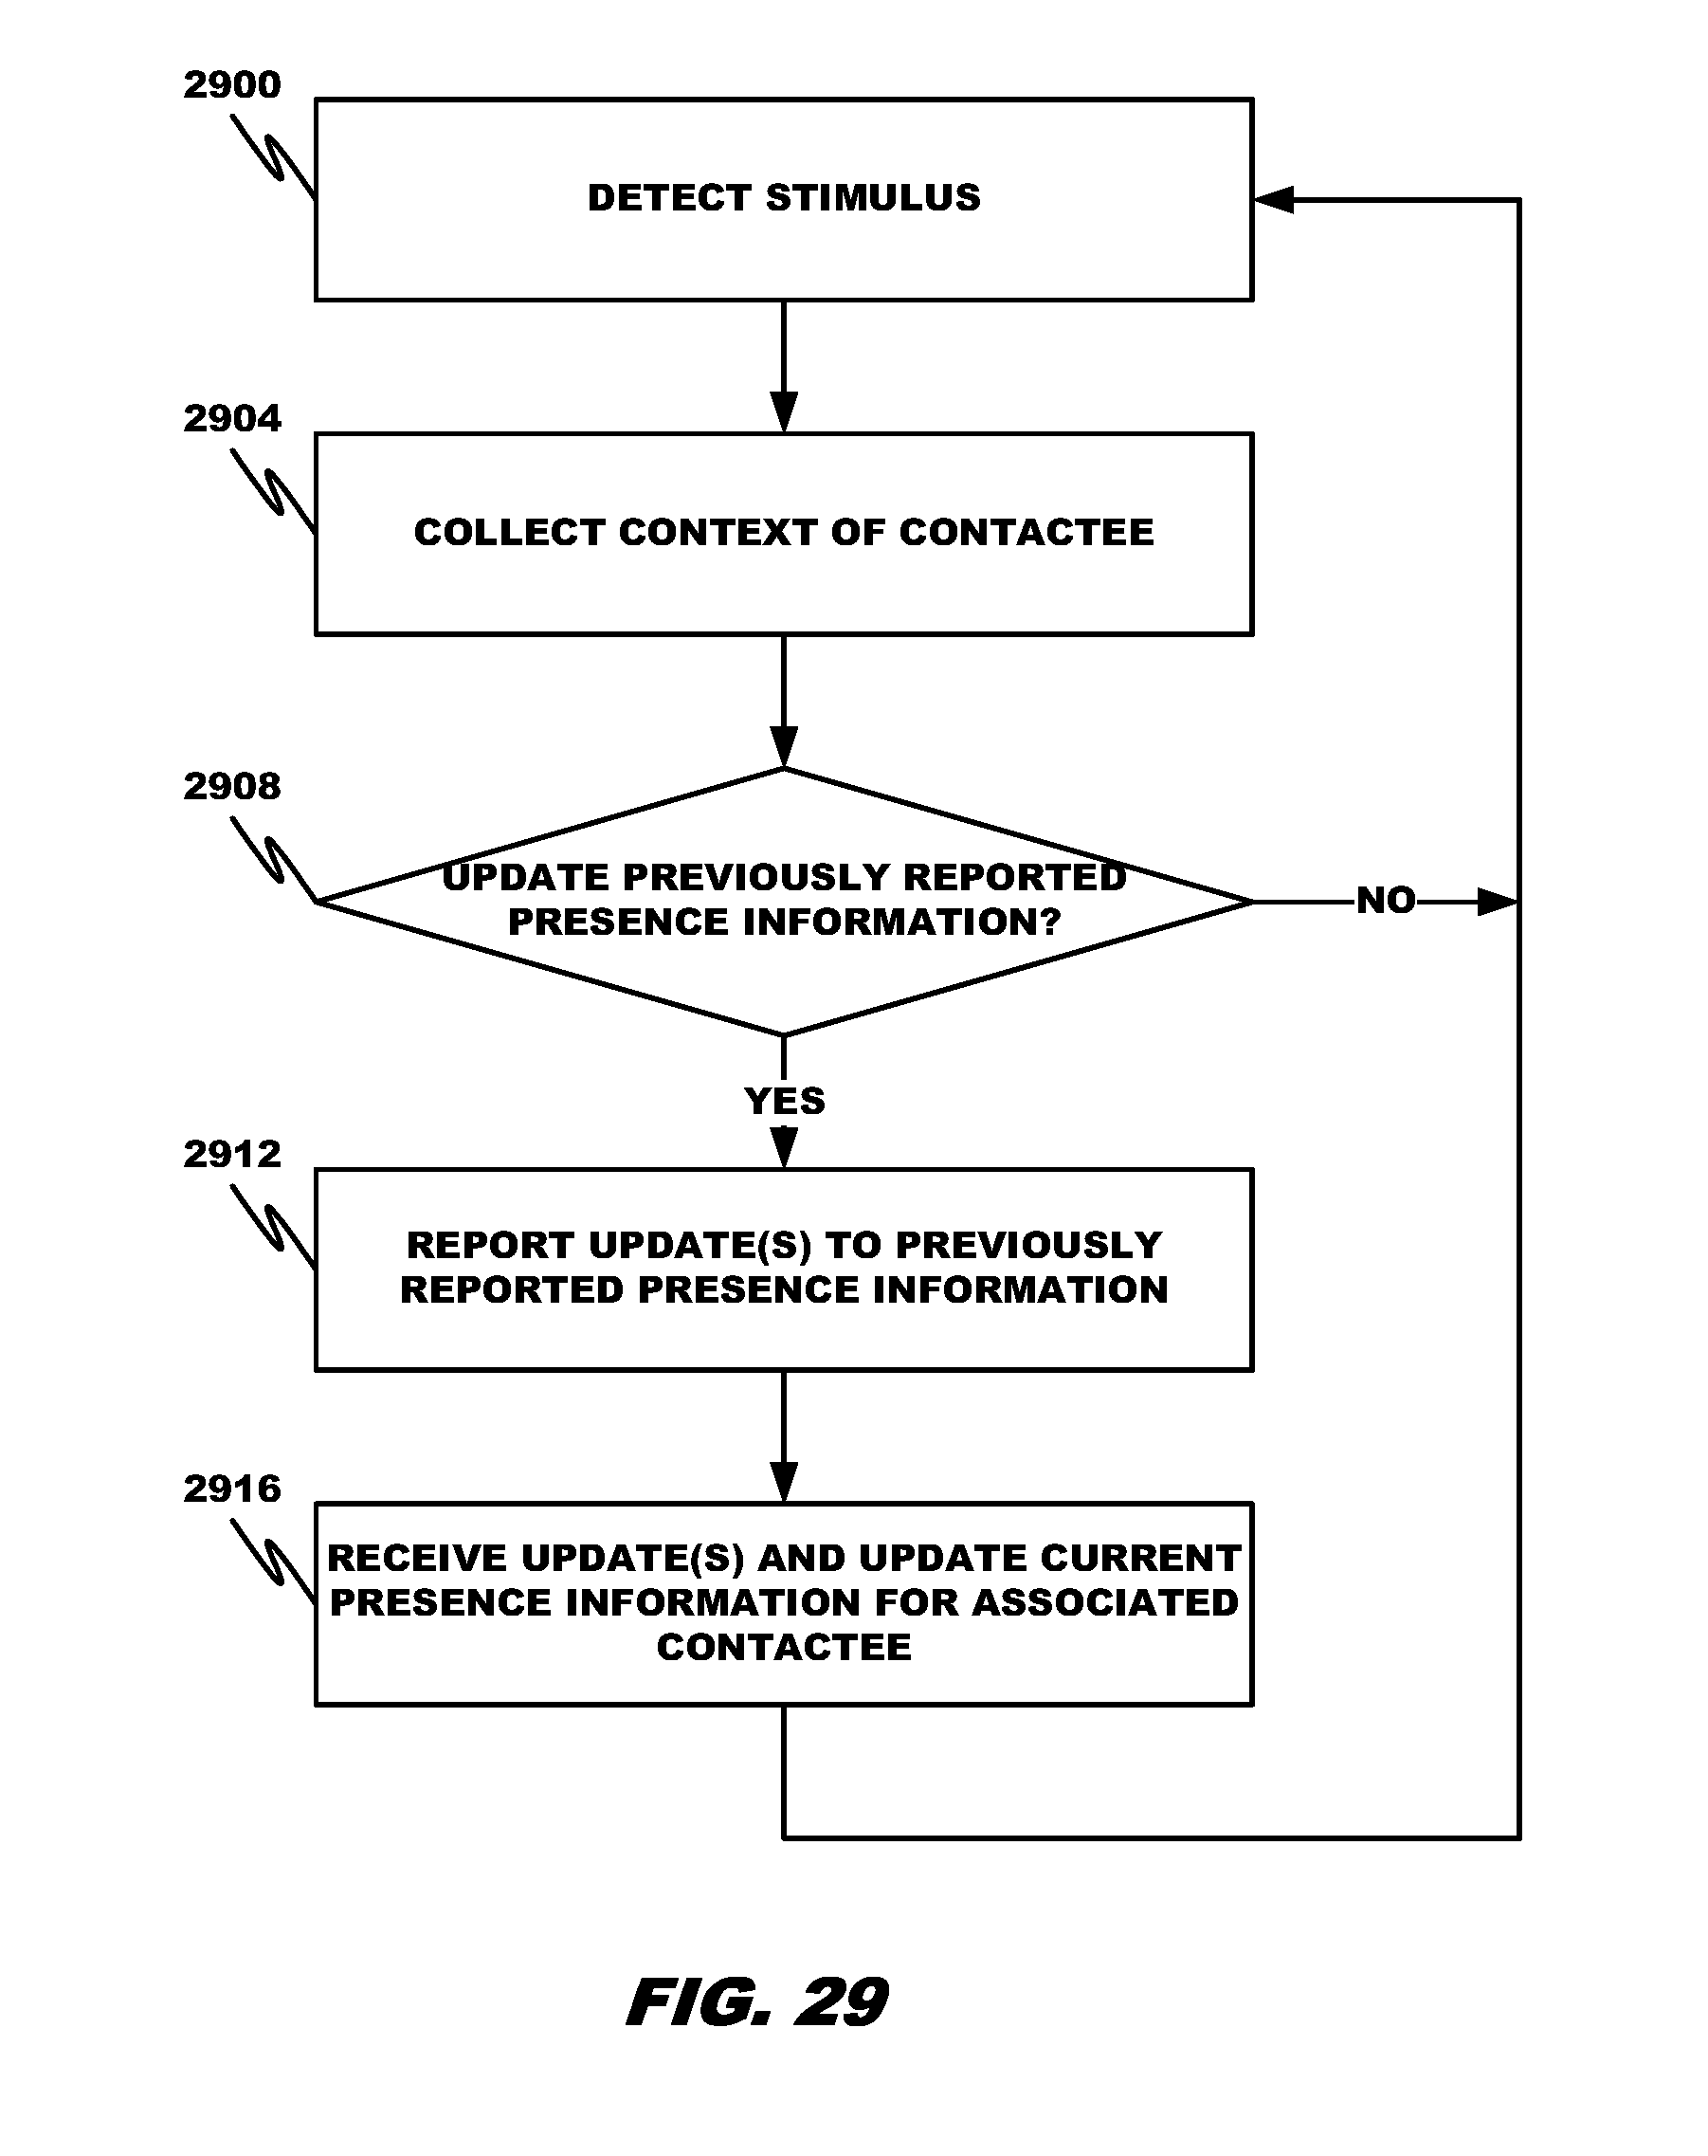 2900
DETECT STIMULUS
2904
COLLECT CONTEXT OF CONTACTEE
2908
UPDATE PREVIOUSLY REPORTED
PRESENCE INFORMATION?
NO
YES
2912
REPORT UPDATE(S) TO PREVIOUSLY
REPORTED PRESENCE INFORMATION
2916
RECEIVE UPDATE(S) AND UPDATE CURRENT
PRESENCE INFORMATION FOR ASSOCIATED
CONTACTEE
FIG. 29